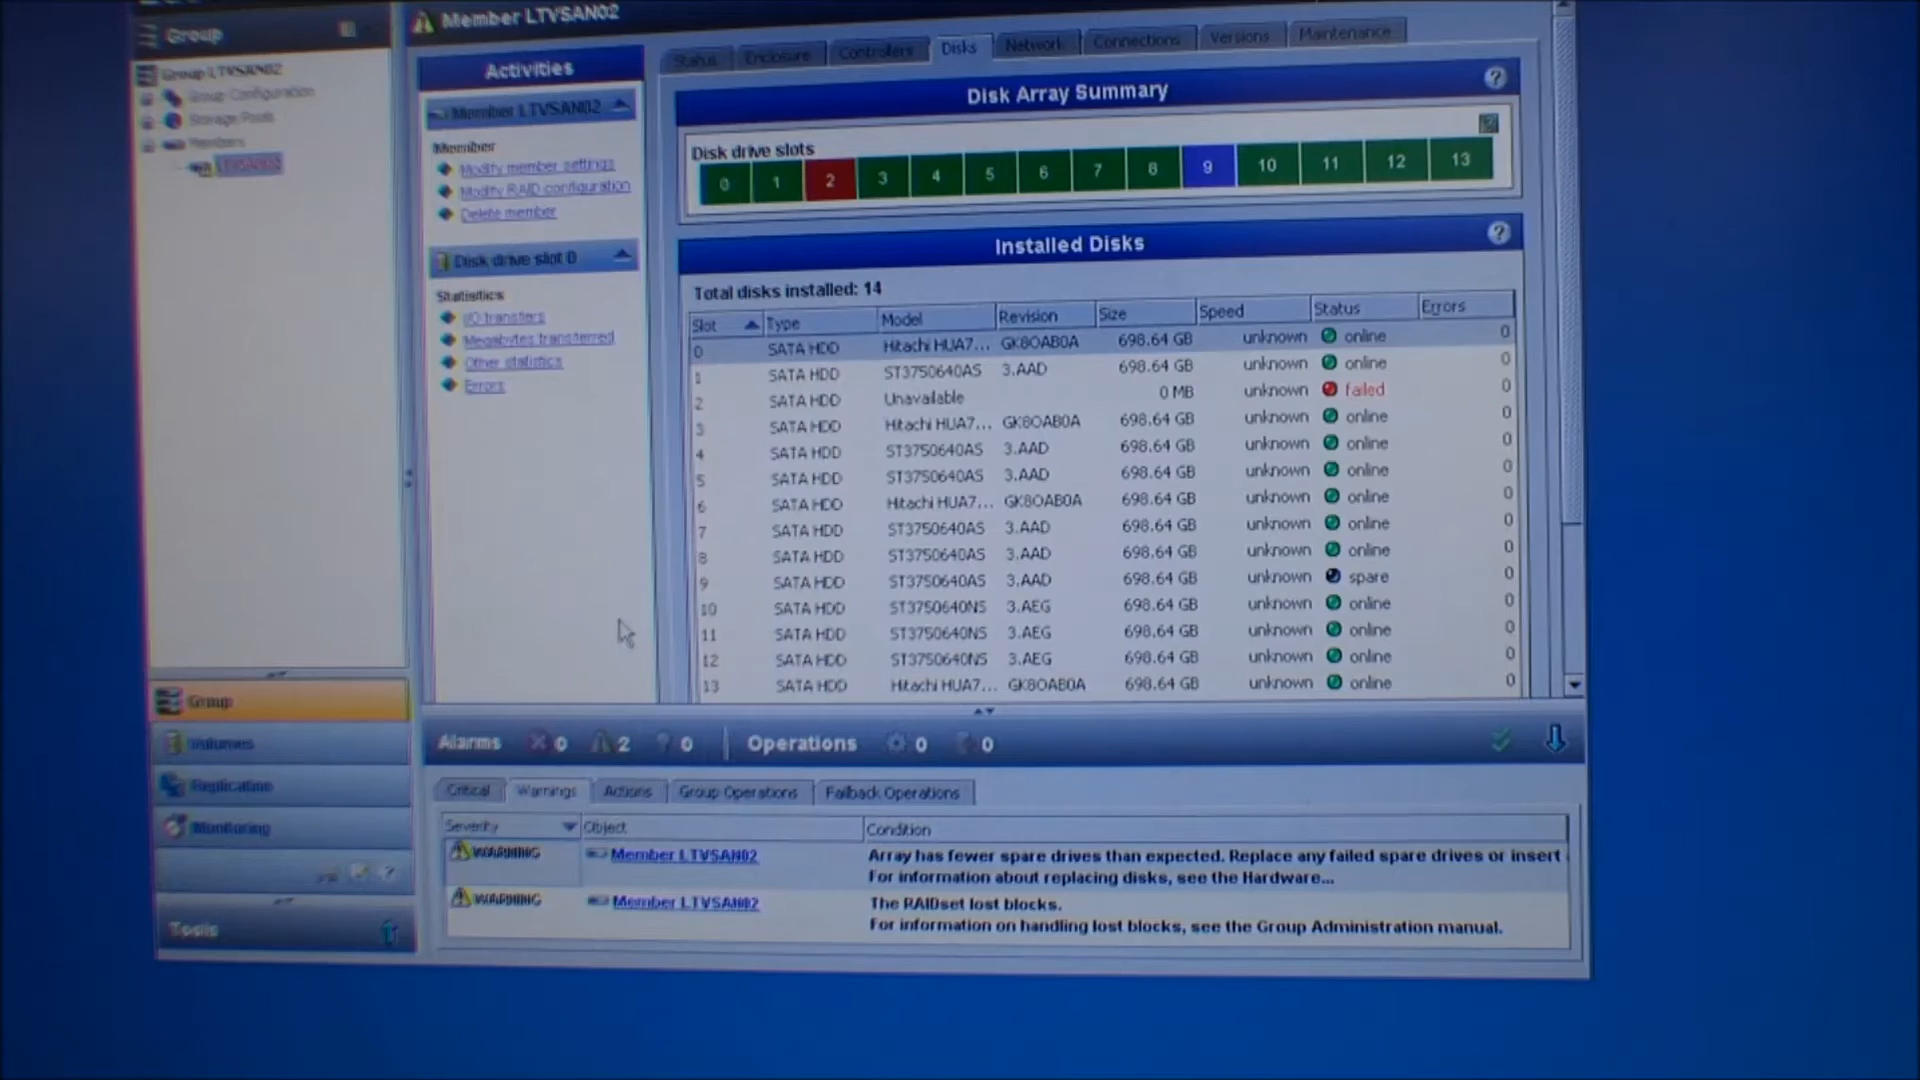 Group
Member LTVSAN02
Group LTVSAN02
Group Configuration
Storage Pools
Members
LTVSAN02
Activities
Member LTVSAN02
Member
Modify member settings
Modify RAID configuration
Delete member
Disk drive slot 0
Statistics
I/O transfers
Megabytes transferred
Other statistics
Errors
Status Enclosure Controllers Disks Network Connections Versions Maintenance
Disk Array Summary
Disk drive slots
0 1 2 3 4 5 6 7 8 9 10 11 12 13
Installed Disks
Total disks installed: 14
Slot Type Model Revision Size Speed Status Errors
0 SATA HDD Hitachi HUA7... GK8OAB0A 698.64 GB unknown online 0
1 SATA HDD ST3750640AS 3.AAD 698.64 GB unknown online 0
2 SATA HDD Unavailable 0 MB unknown failed 0
3 SATA HDD Hitachi HUA7... GK8OAB0A 698.64 GB unknown online 0
4 SATA HDD ST3750640AS 3.AAD 698.64 GB unknown online 0
5 SATA HDD ST3750640AS 3.AAD 698.64 GB unknown online 0
6 SATA HDD Hitachi HUA7... GK8OAB0A 698.64 GB unknown online 0
7 SATA HDD ST3750640AS 3.AAD 698.64 GB unknown online 0
8 SATA HDD ST3750640AS 3.AAD 698.64 GB unknown online 0
9 SATA HDD ST3750640AS 3.AAD 698.64 GB unknown spare 0
10 SATA HDD ST3750640NS 3.AEG 698.64 GB unknown online 0
11 SATA HDD ST3750640NS 3.AEG 698.64 GB unknown online 0
12 SATA HDD ST3750640NS 3.AEG 698.64 GB unknown online 0
13 SATA HDD Hitachi HUA7... GK8OAB0A 698.64 GB unknown online 0
Group
Volumes
Replication
Monitoring
Tools
Alarms 0 2 0 Operations 0 0
Critical Warnings Actions Group Operations Failback Operations
Severity Object Condition
WARNING Member LTVSAN02 Array has fewer spare drives than expected. Replace any failed spare drives or insert
For information about replacing disks, see the Hardware...
WARNING Member LTVSAN02 The RAIDset lost blocks.
For information on handling lost blocks, see the Group Administration manual.